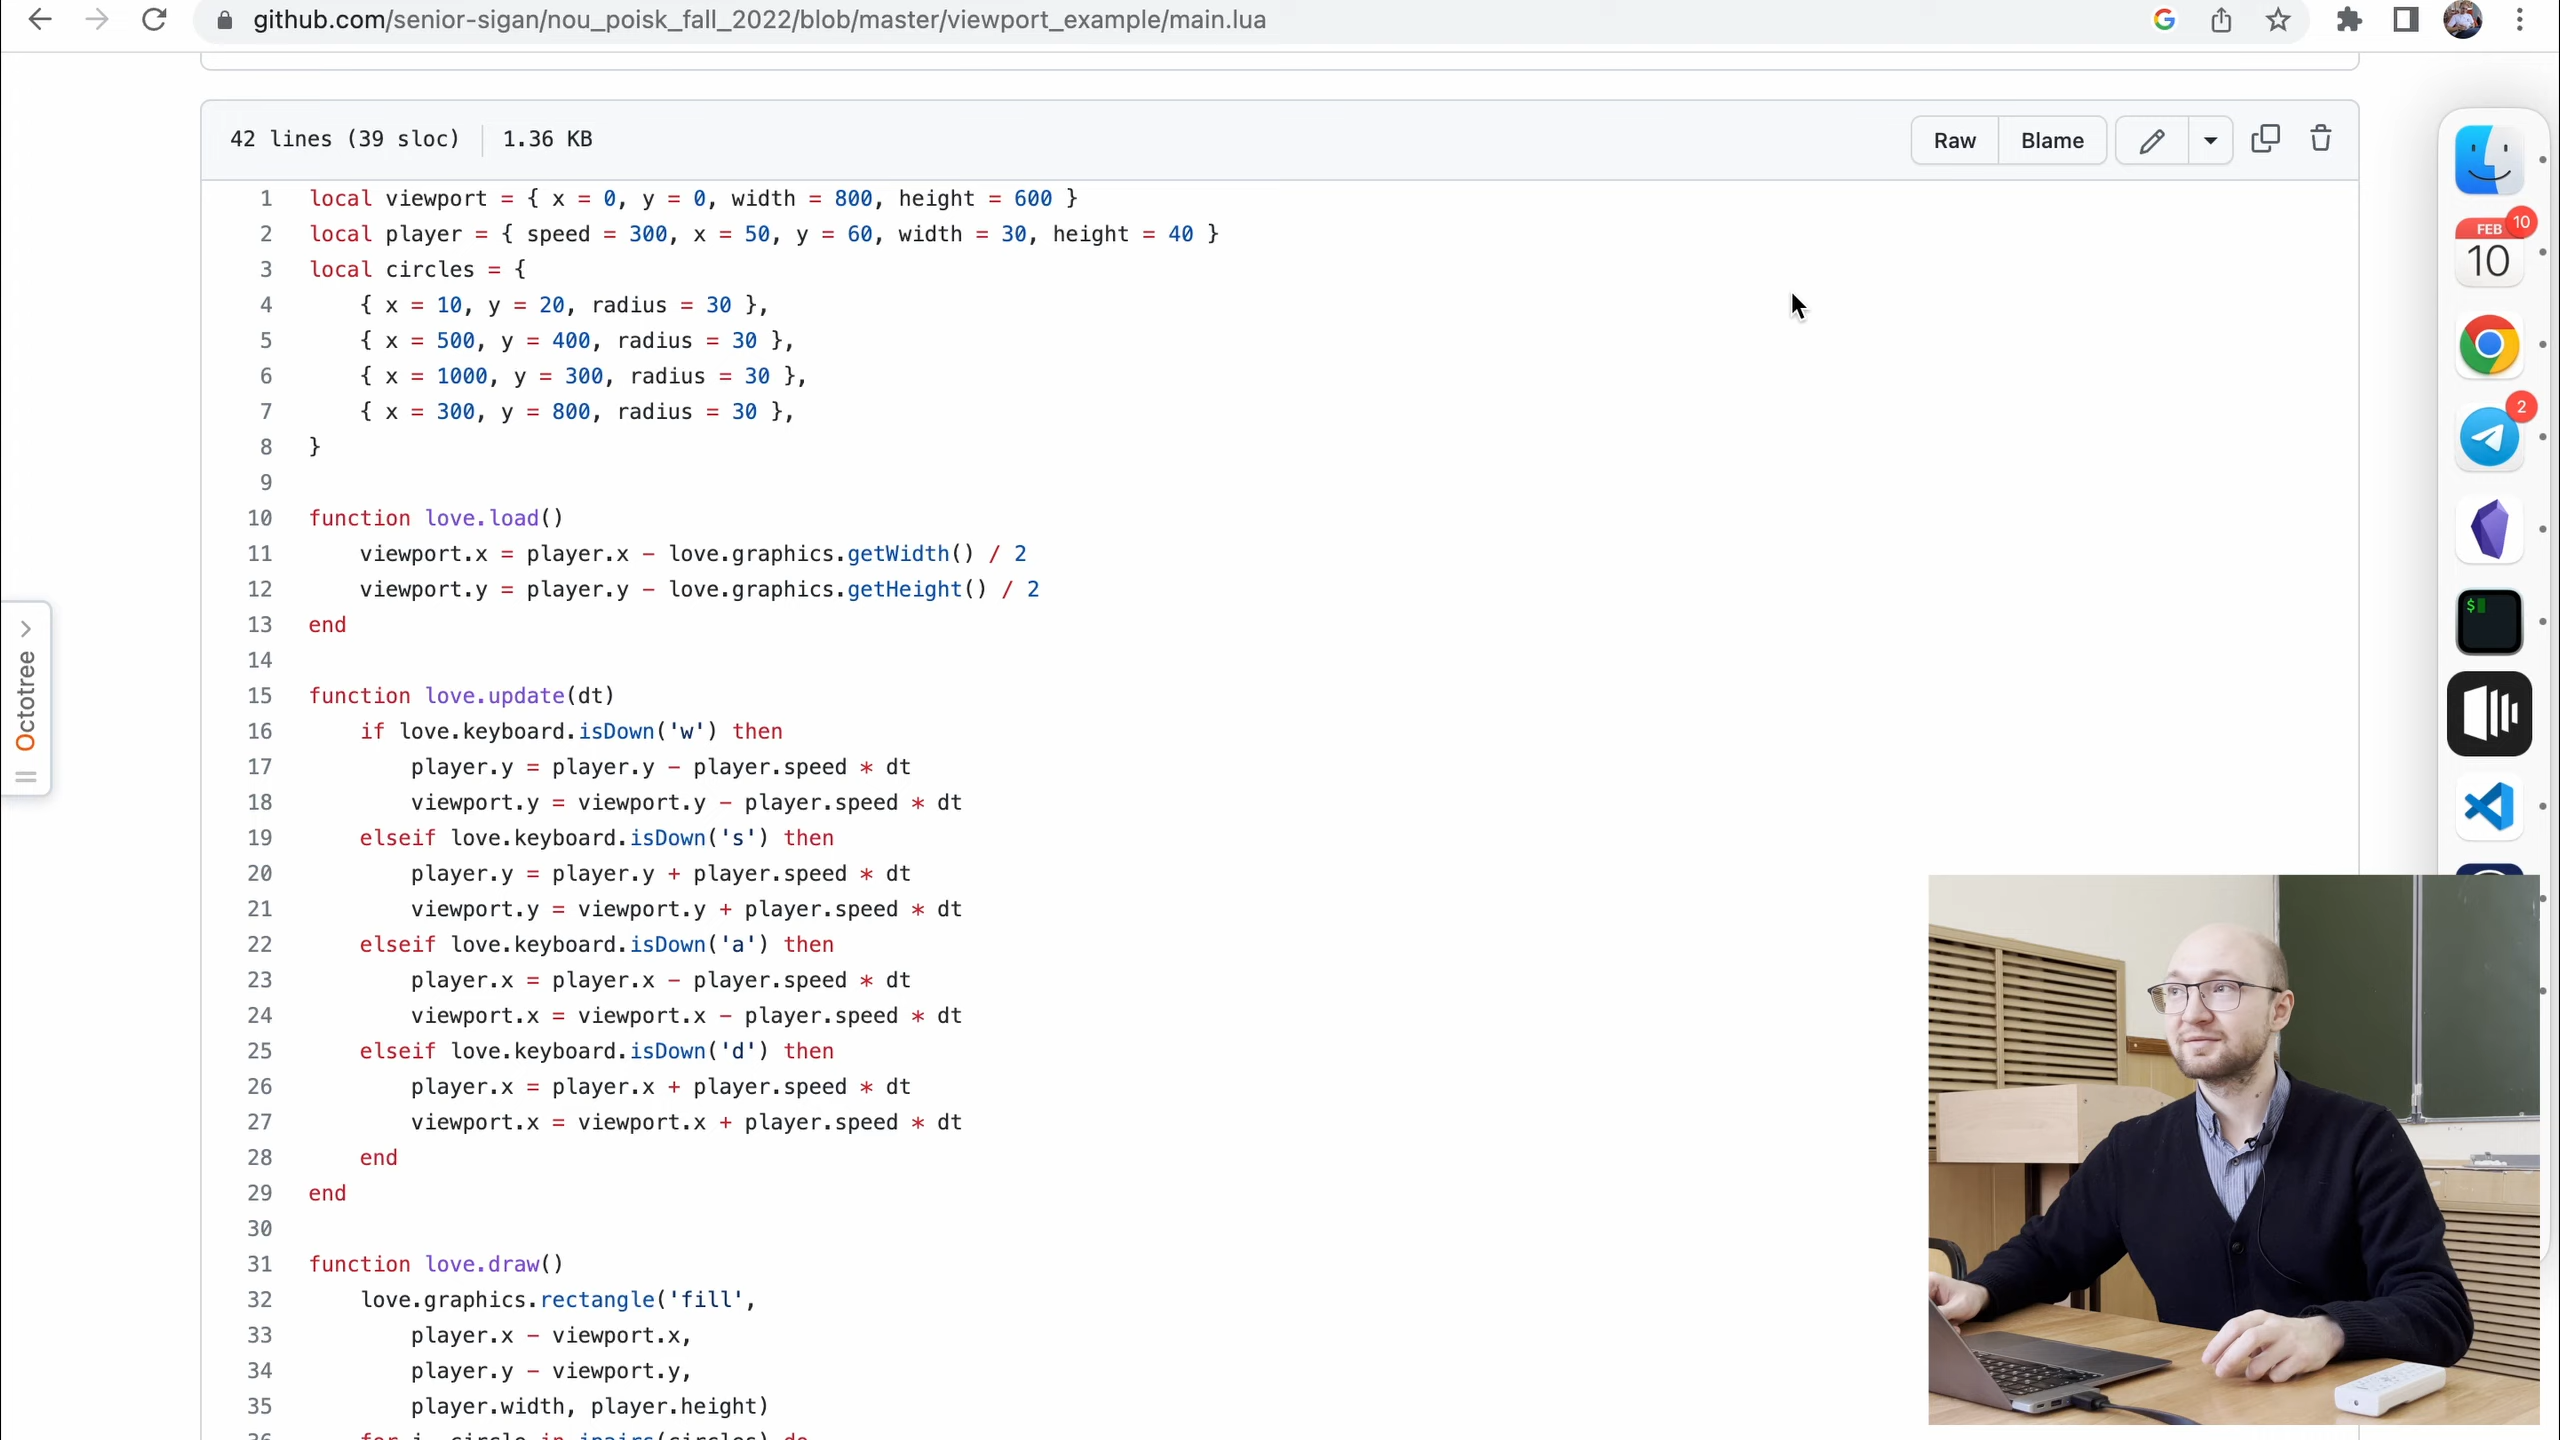 github.com/senior-sigan/nou_poisk_fall_2022/blob/master/viewport_example/main.lua
42 lines (39 sloc) 1.36 KB
Raw Blame
1 local viewport = { x = 0, y = 0, width = 800, height = 600 }
2 local player = { speed = 300, x = 50, y = 60, width = 30, height = 40 }
3 local circles = {
4 { x = 10, y = 20, radius = 30 },
5 { x = 500, y = 400, radius = 30 },
6 { x = 1000, y = 300, radius = 30 },
7 { x = 300, y = 800, radius = 30 },
8 }
9
10 function love.load()
11 viewport.x = player.x - love.graphics.getWidth() / 2
12 viewport.y = player.y - love.graphics.getHeight() / 2
13 end
14
15 function love.update(dt)
16 if love.keyboard.isDown('w') then
17 player.y = player.y - player.speed * dt
18 viewport.y = viewport.y - player.speed * dt
19 elseif love.keyboard.isDown('s') then
20 player.y = player.y + player.speed * dt
21 viewport.y = viewport.y + player.speed * dt
22 elseif love.keyboard.isDown('a') then
23 player.x = player.x - player.speed * dt
24 viewport.x = viewport.x - player.speed * dt
25 elseif love.keyboard.isDown('d') then
26 player.x = player.x + player.speed * dt
27 viewport.x = viewport.x + player.speed * dt
28 end
29 end
30
31 function love.draw()
32 love.graphics.rectangle('fill',
33 player.x - viewport.x,
34 player.y - viewport.y,
35 player.width, player.height)
36 for i, circle in ipairs(circles) do
Octotree
FEB
10
10
2
$